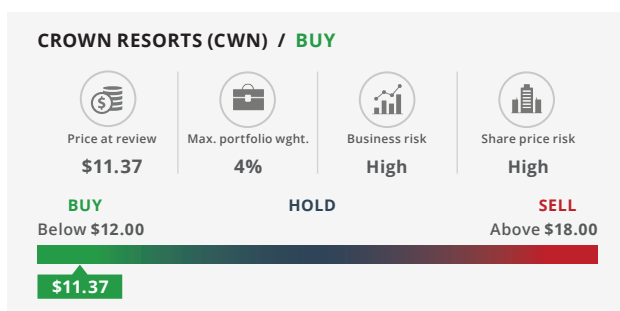 CROWN RESORTS (CWN) / BUY
Price at review
Max. portfolio wght.
Business risk
Share price risk
$11.37
4%
High
High
BUY
HOLD
SELL
Below $12.00
Above $18.00
$11.37